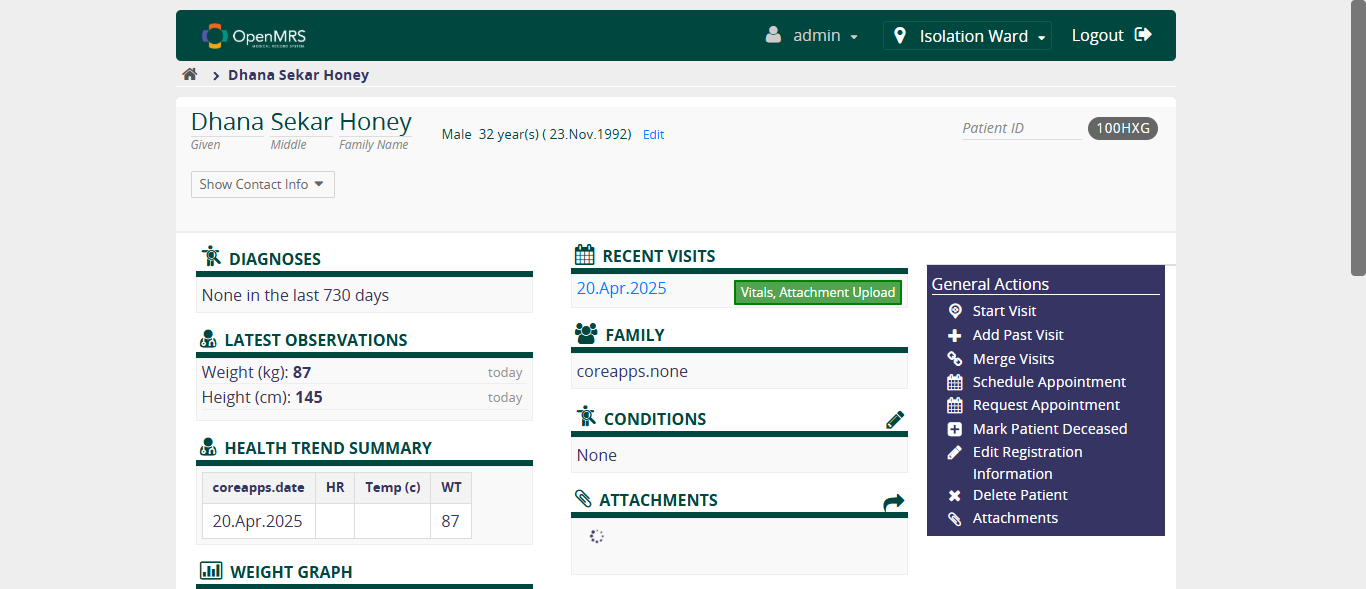 OpenMRS
MEDICAL RECORD SYSTEM
admin
Isolation Ward
Logout
Dhana Sekar Honey
Dhana Sekar Honey
Given Middle Family Name
Male 32 year(s) ( 23.Nov.1992) Edit
Patient ID 100HXG
Show Contact Info
DIAGNOSES
None in the last 730 days
LATEST OBSERVATIONS
Weight (kg): 87 today
Height (cm): 145 today
HEALTH TREND SUMMARY
coreapps.date HR Temp (c) WT
20.Apr.2025 87
WEIGHT GRAPH
RECENT VISITS
20.Apr.2025 Vitals, Attachment Upload
FAMILY
coreapps.none
CONDITIONS
None
ATTACHMENTS
General Actions
Start Visit
Add Past Visit
Merge Visits
Schedule Appointment
Request Appointment
Mark Patient Deceased
Edit Registration
Information
Delete Patient
Attachments